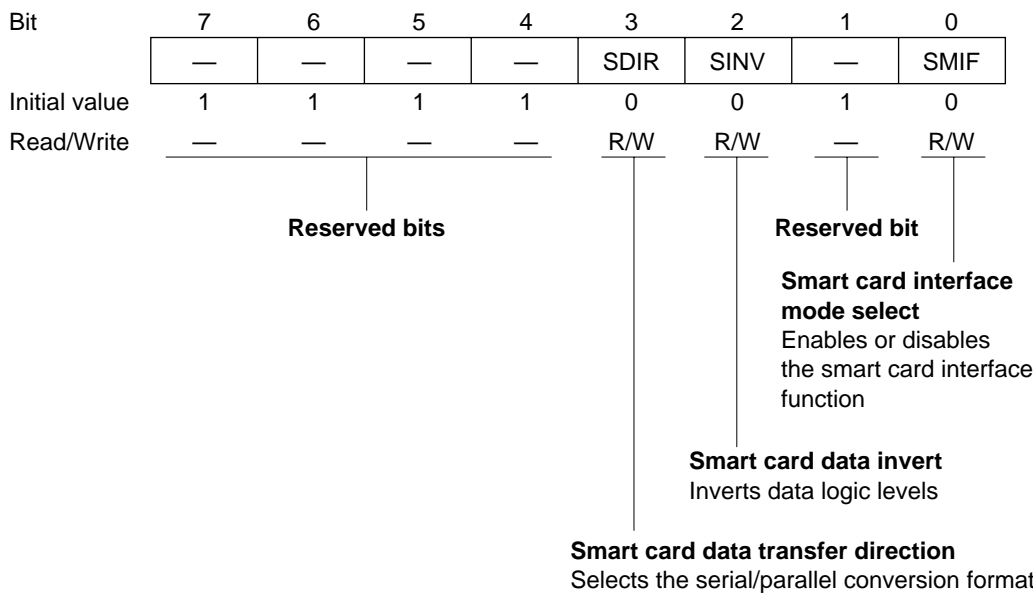 Bit 7 6 5 4 3 2 1 0
— — — — SDIR SINV — SMIF
Initial value 1 1 1 1 0 0 1 0
Read/Write — — — — R/W R/W — R/W
Reserved bits Reserved bit
Smart card interface
mode select
Enables or disables
the smart card interface
function
Smart card data invert
Inverts data logic levels
Smart card data transfer direction
Selects the serial/parallel conversion format